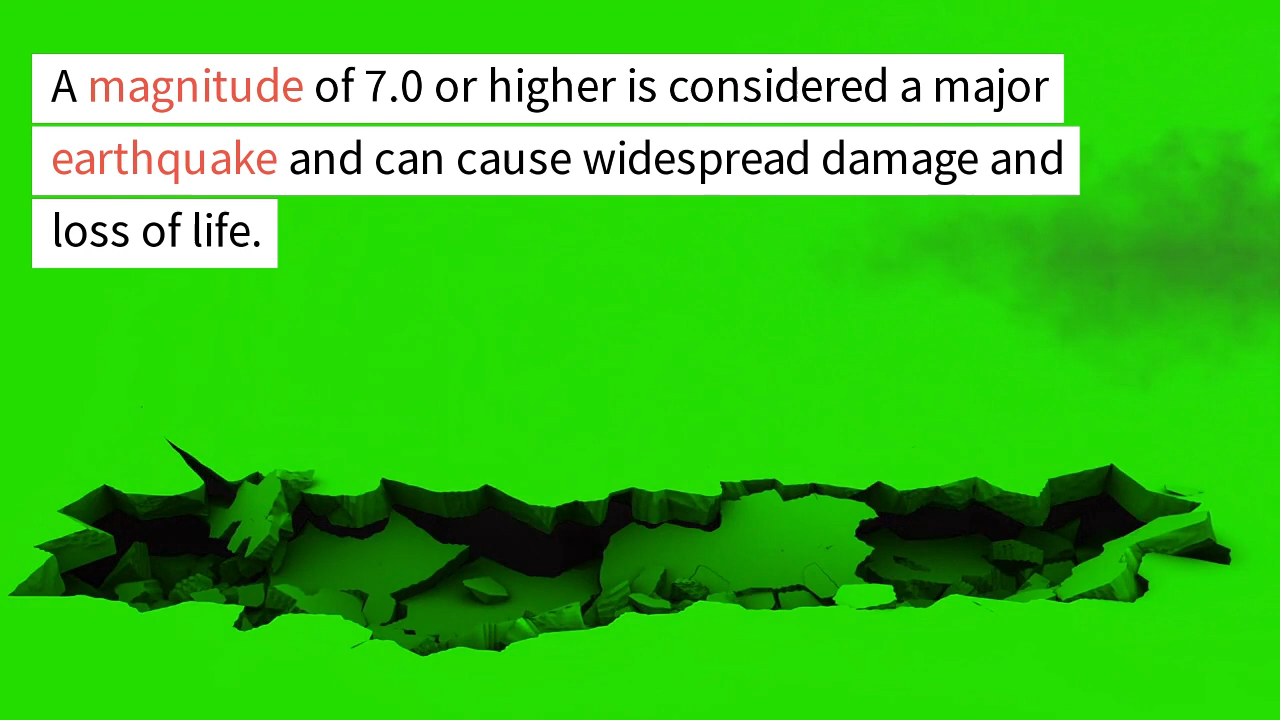 A magnitude of 7.0 or higher is considered a major
earthquake and can cause widespread damage and
loss of life.